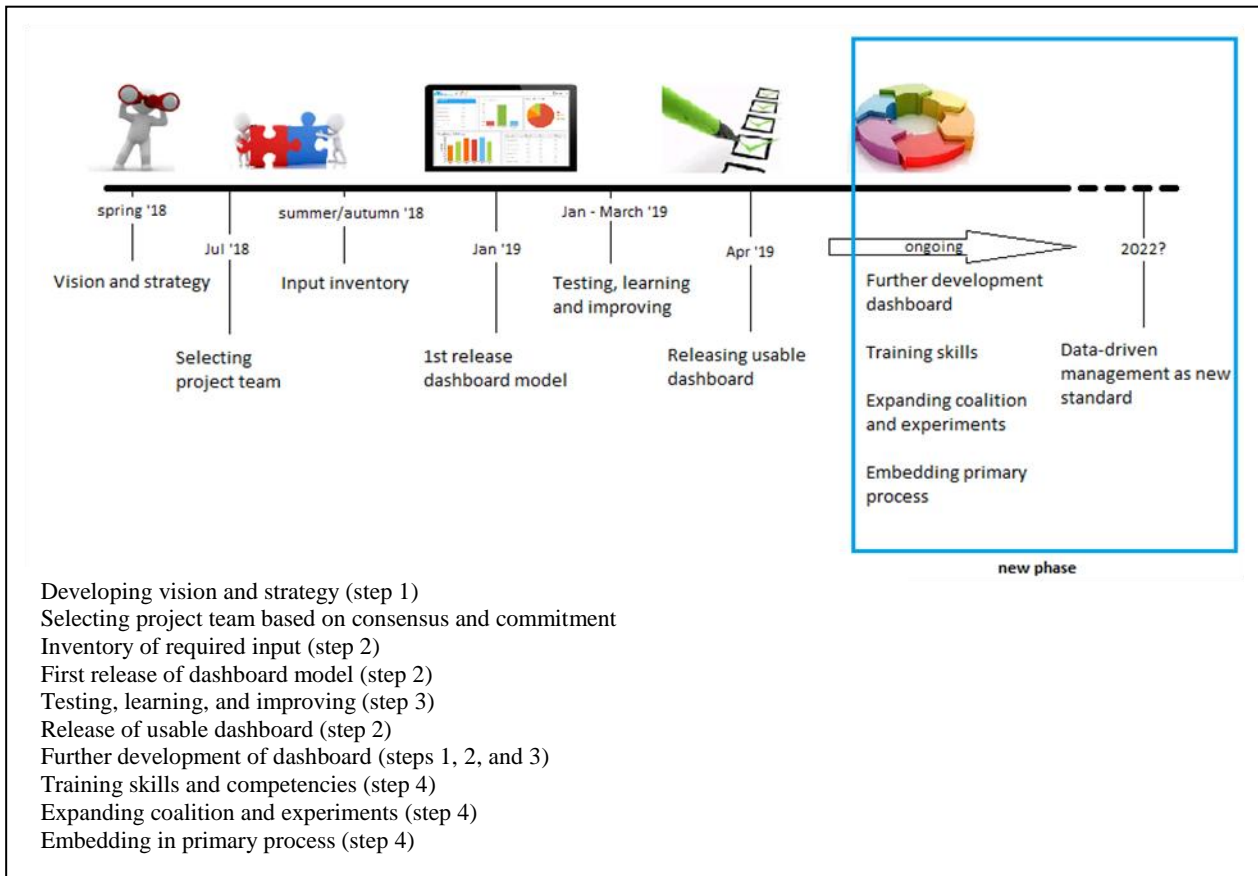 spring '18
summer/autumn '18
Jan - March '19
Jul '18
Jan '19
Apr '19
ongoing
2022?
Vision and strategy
Input inventory
Testing, learning
and improving
Further development
dashboard
Selecting
project team
1st release
dashboard model
Releasing usable
dashboard
Training skills
Data-driven
management as new
standard
Expanding coalition
and experiments
Embedding primary
process
new phase
Developing vision and strategy (step 1)
Selecting project team based on consensus and commitment
Inventory of required input (step 2)
First release of dashboard model (step 2)
Testing, learning, and improving (step 3)
Release of usable dashboard (step 2)
Further development of dashboard (steps 1, 2, and 3)
Training skills and competencies (step 4)
Expanding coalition and experiments (step 4)
Embedding in primary process (step 4)